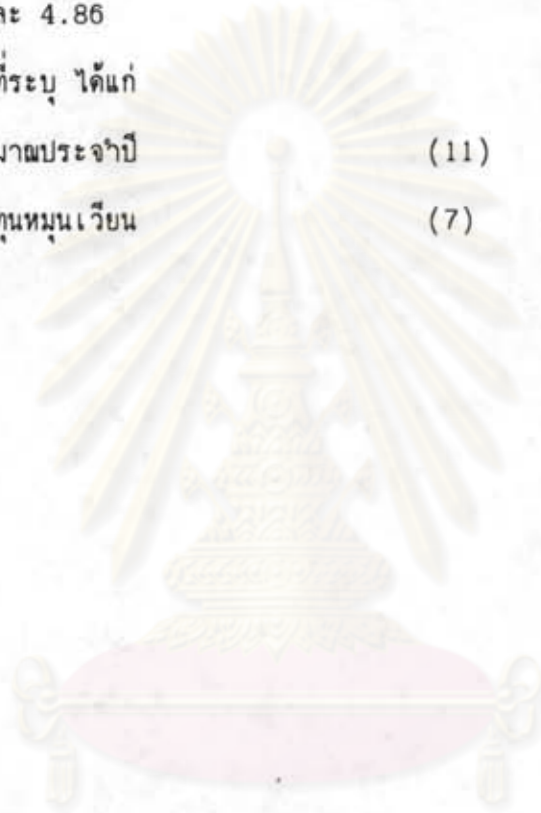 ละ 4.86
ที่ระบุ ได้แก่
มาณประจำปี (11)
ทุนหมุนเวียน (7)